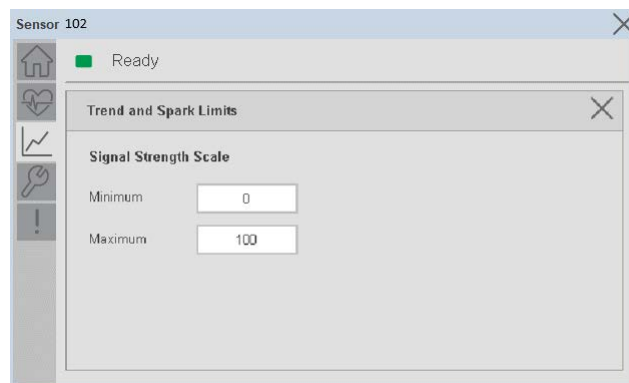 Sensor 102
Ready
Trend and Spark Limits
Signal Strength Scale
Minimum 0
Maximum 100